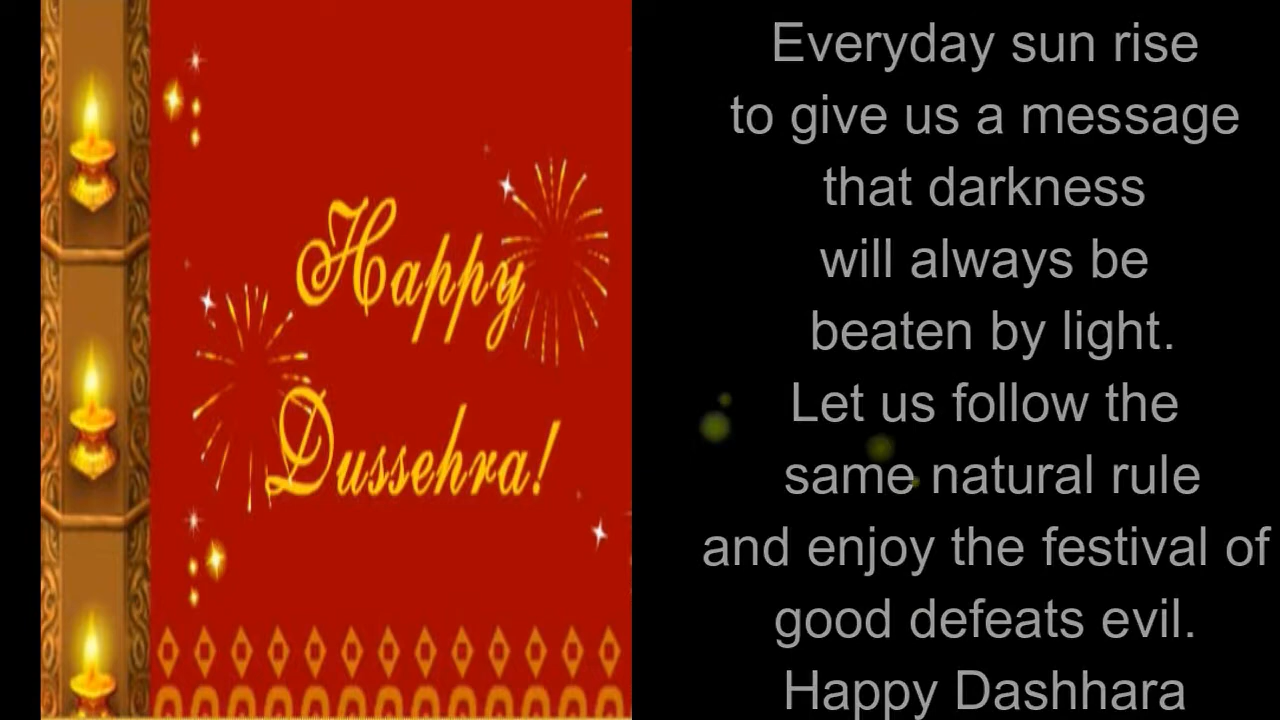 Happy
Dussehra!
Everyday sun rise
to give us a message
that darkness
will always be
beaten by light.
Let us follow the
same natural rule
and enjoy the festival of
good defeats evil.
Happy Dashhara